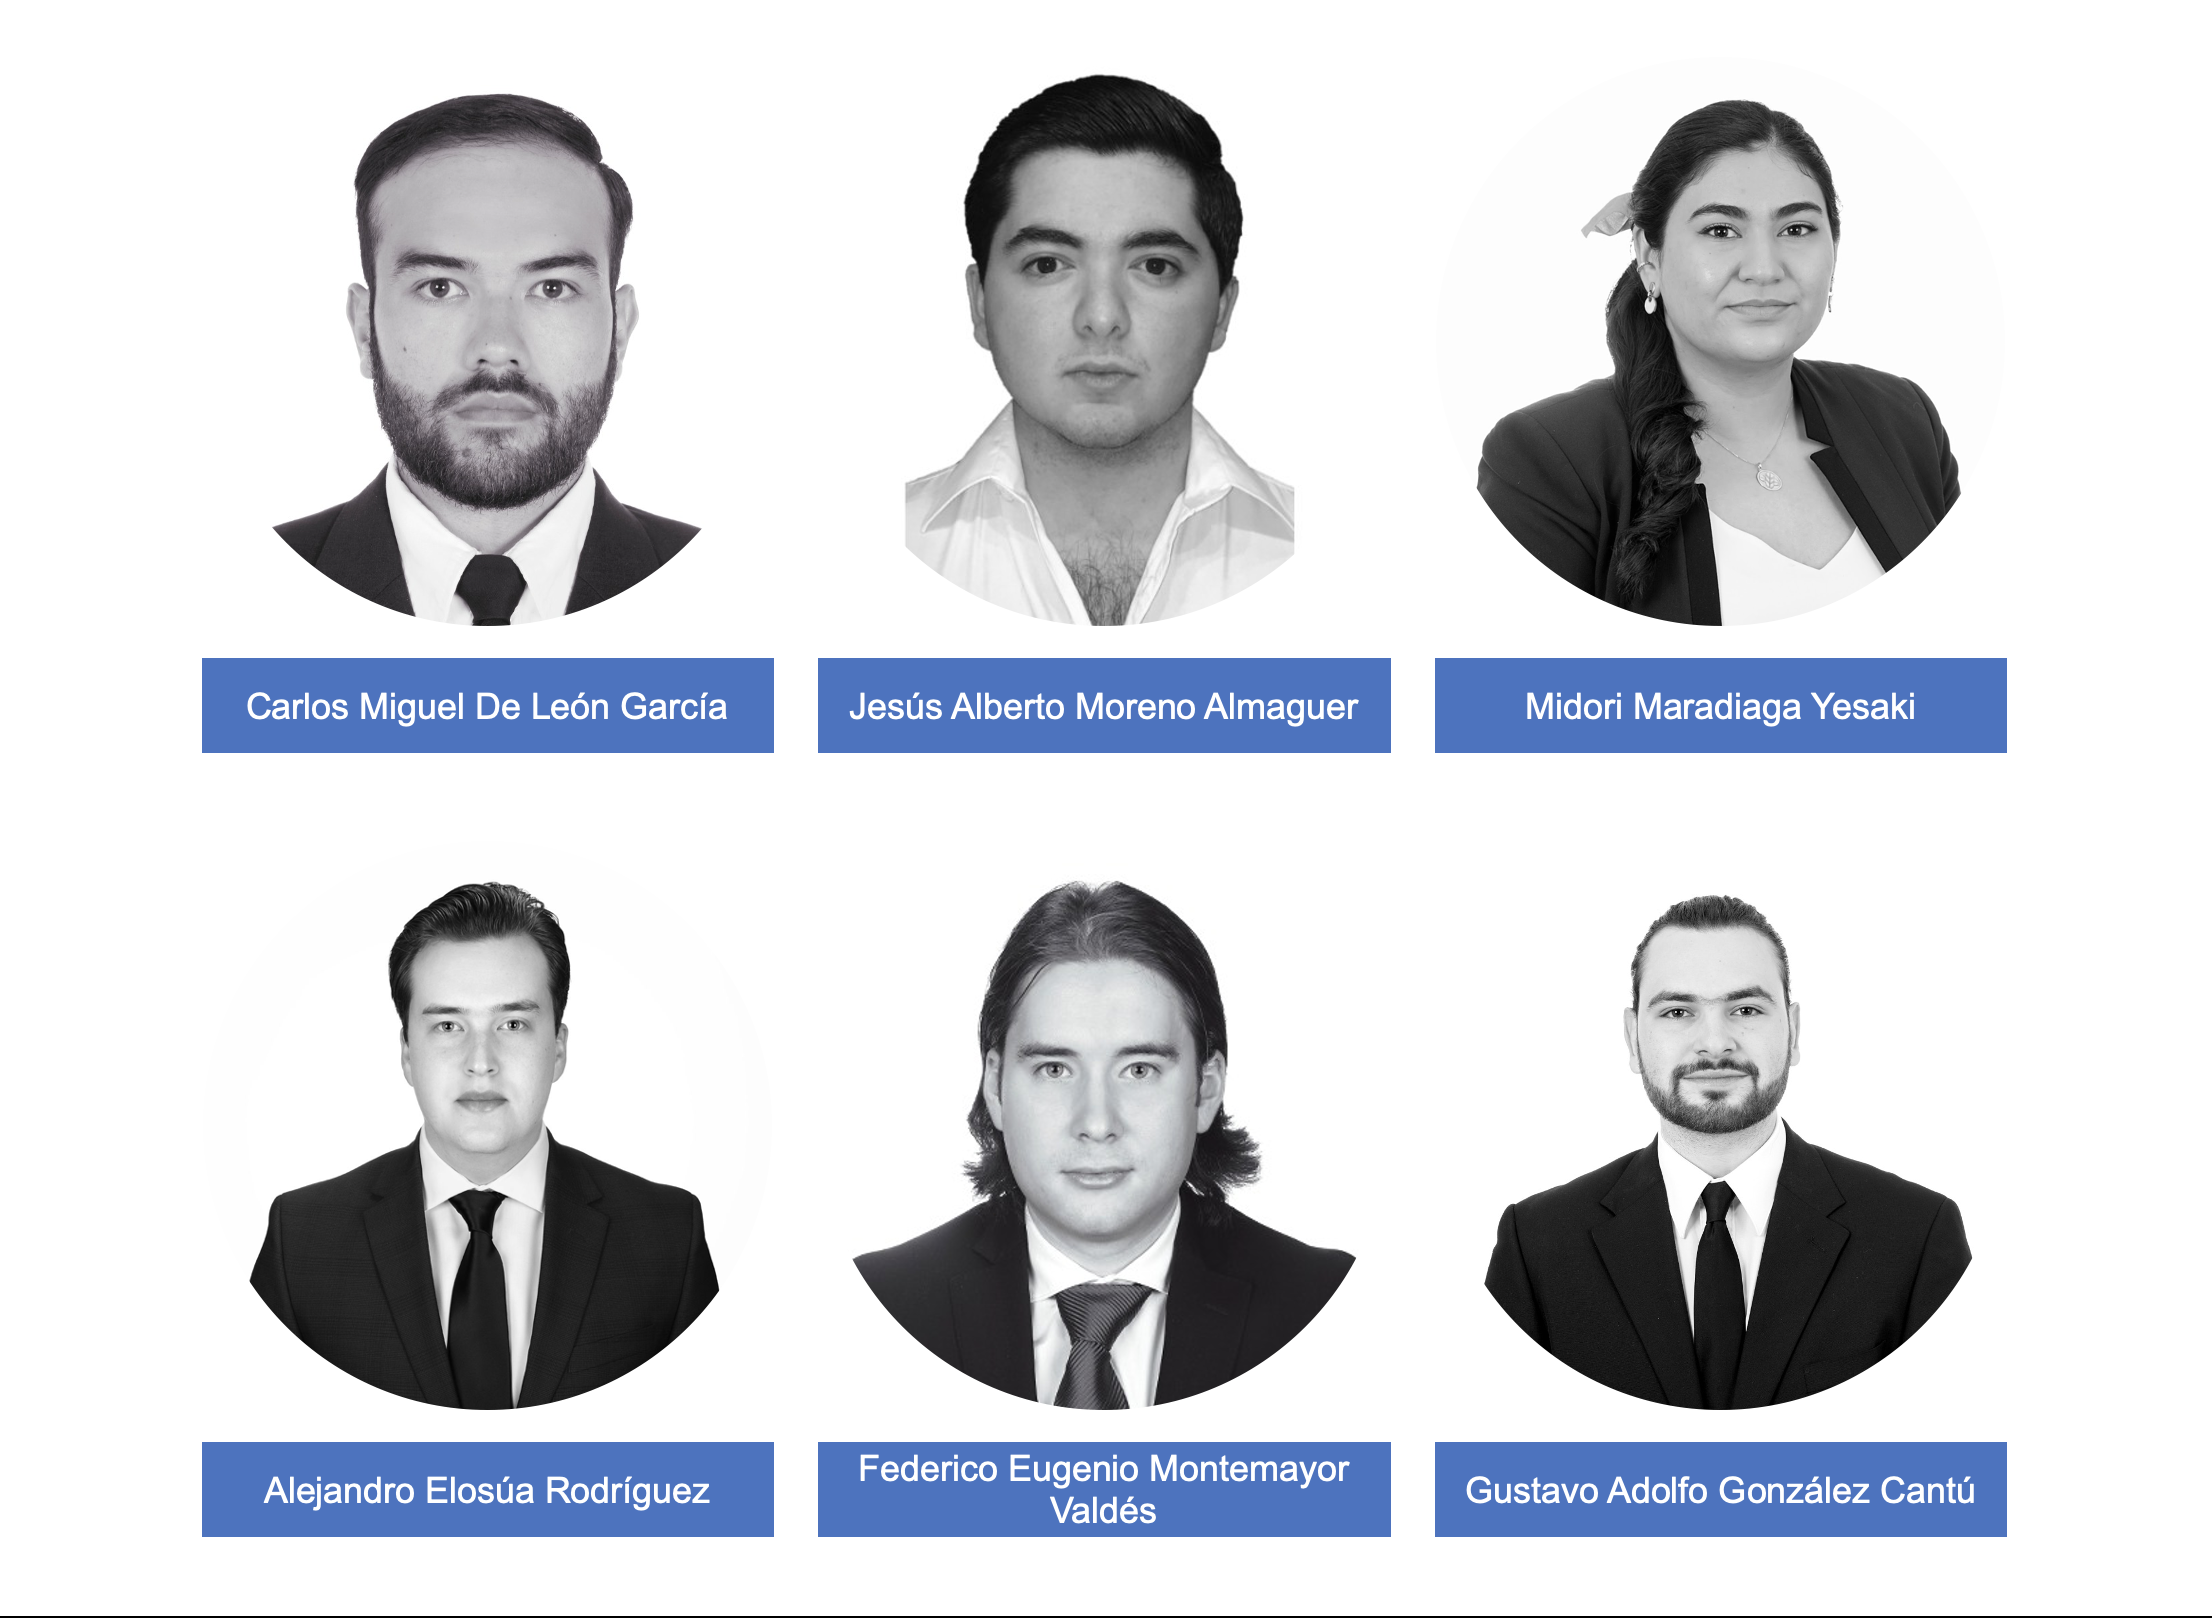 Carlos Miguel De León García
Jesús Alberto Moreno Almaguer
Midori Maradiaga Yesaki
Alejandro Elosúa Rodríguez
Federico Eugenio Montemayor
Valdés
Gustavo Adolfo González Cantú